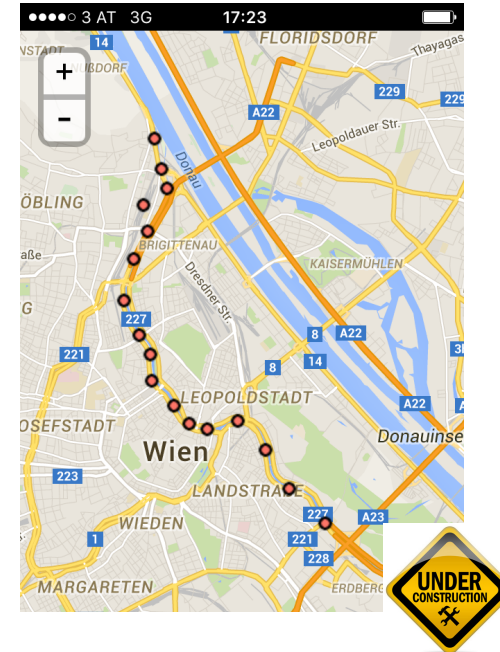 3 AT 3G 17:23
FLORIDSDORF
NUßDORF
14
Thayagas
+
-
229
229
A22
Leopoldauer Str.
Donau
ÖBLING
BRIGITTENAU
aße
Dresdner Str.
KAISERMÜHLEN
G
227
8
A22
221
14
8
LEOPOLDSTADT
A22
OSEFSTADT
Donauinse
Wien
223
LANDSTRAẞE
227
A23
WIEDEN
1
221
228
MARGARETEN
ERDBERG
UNDER
CONSTRUCTION